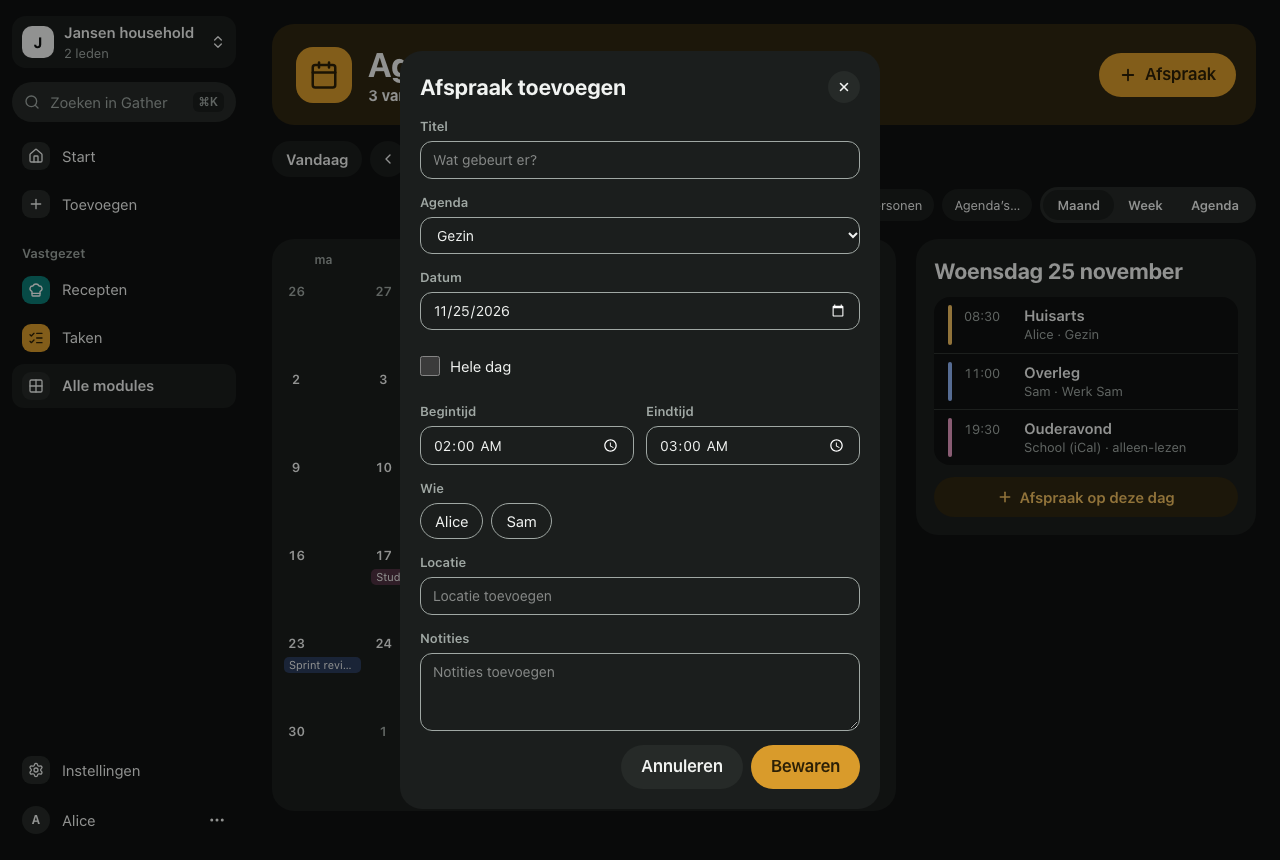 J
Jansen household
2 leden
Zoeken in Gather
⌘K
Start
Toevoegen
Vastgezet
Recepten
Taken
Alle modules
Instellingen
A
Alice
3
Afspraak
Vandaag
Agenda's...
Maand
Week
Agenda
ma
26
27
2
3
9
10
16
17
23
24
Sprint revi...
30
1
Afspraak toevoegen
Titel
Wat gebeurt er?
Agenda
Gezin
Datum
11/25/2026
Hele dag
Begintijd
Eindtijd
02:00 AM
03:00 AM
Wie
Alice
Sam
Locatie
Locatie toevoegen
Notities
Notities toevoegen
Annuleren
Bewaren
Woensdag 25 november
08:30
Huisarts
Alice · Gezin
11:00
Overleg
Sam · Werk Sam
19:30
Ouderavond
School (iCal) · alleen-lezen
Afspraak op deze dag